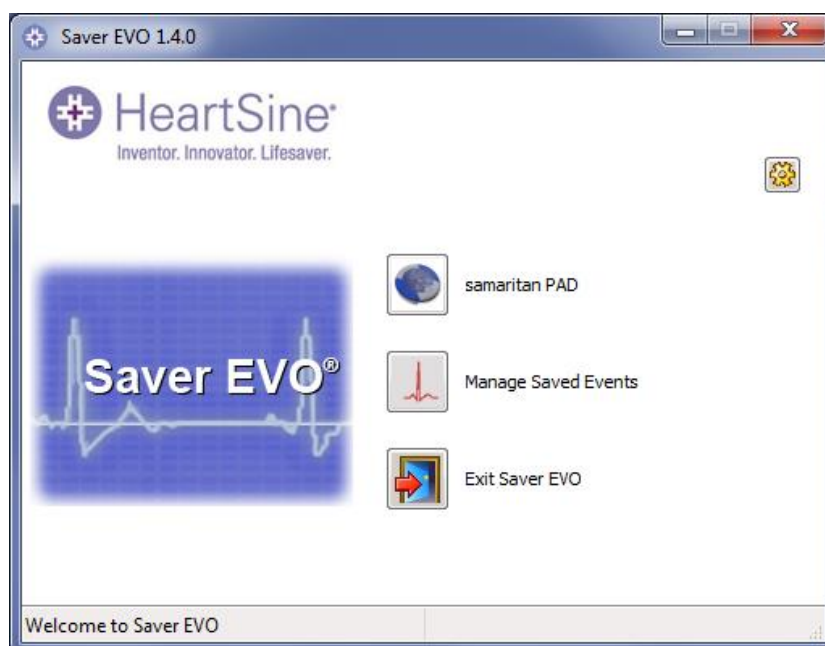 Saver EVO 1.4.0
HeartSine®
Inventor. Innovator. Lifesaver.
samaritan PAD
Saver EVO®
Manage Saved Events
Exit Saver EVO
Welcome to Saver EVO